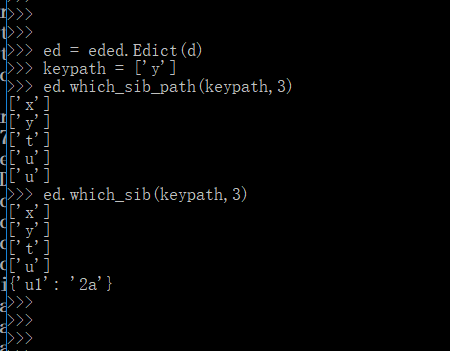 >>>
>>>
>>> ed = eded.Edict(d)
>>> keypath = ['y']
>>> ed.which_sib_path(keypath,3)
['x']
['y']
['t']
['u']
['u']
>>> ed.which_sib(keypath,3)
['x']
['y']
['t']
['u']
{'u1': '2a'}
>>>
>>>
>>>